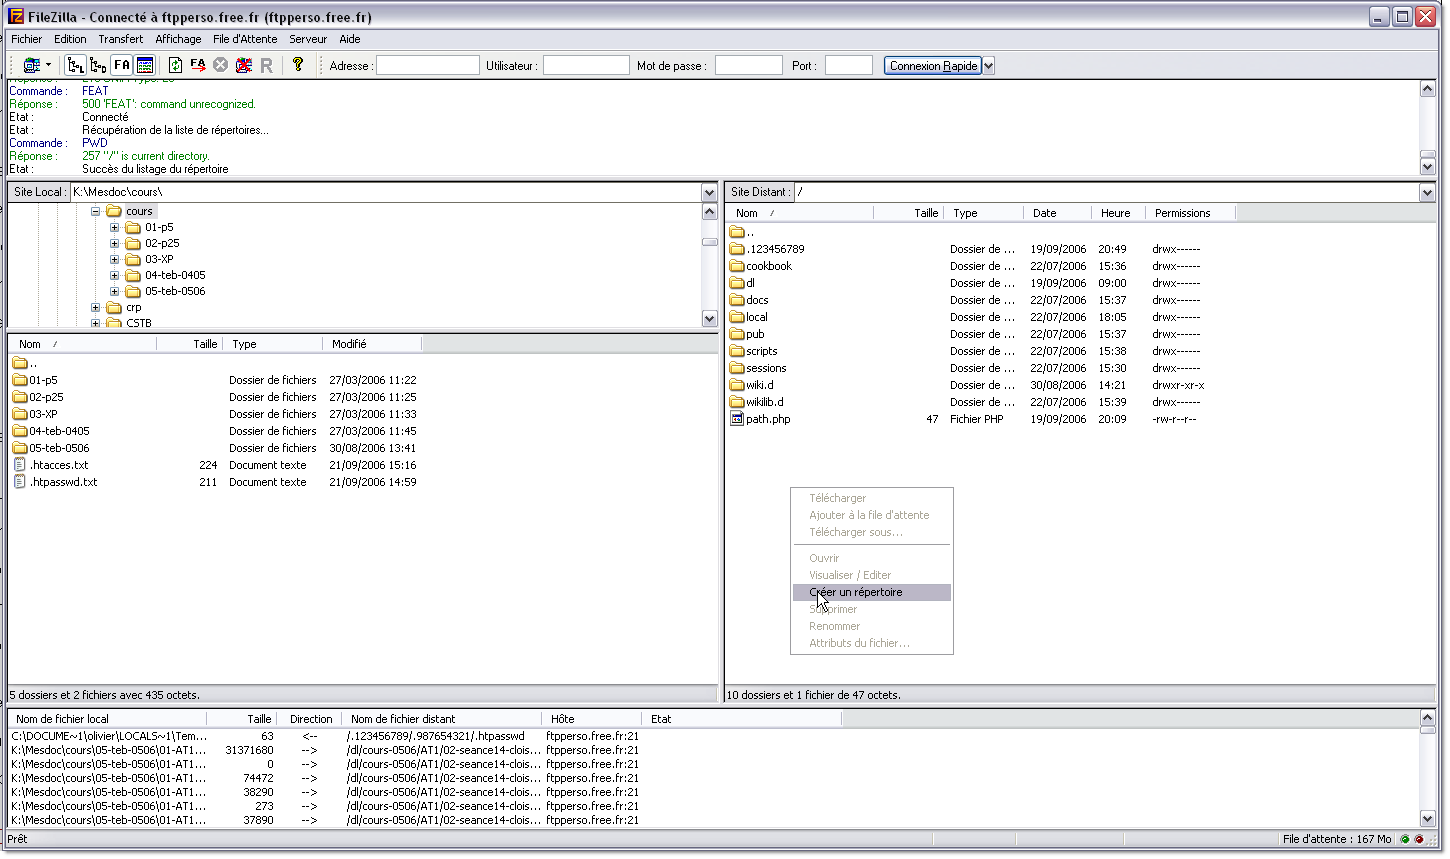 FileZilla - Connecté à ftpperso.free.fr (ftpperso.free.fr)
Fichier Edition Transfert Affichage File d'Attente Serveur Aide
Adresse : Utilisateur : Mot de passe : Port : Connexion Rapide
Commande : FEAT
Réponse : 500 'FEAT': command unrecognized.
Etat : Connecté
Etat : Récupération de la liste de répertoires...
Commande : PWD
Réponse : 257 "/" is current directory.
Etat : Succès du listage du répertoire
Site Local : K:\Mesdoc\cours\
cours
01-p5
02-p25
03-XP
04-teb-0405
05-teb-0506
crp
CSTB
Nom / Taille Type Modifié
..
01-p5 Dossier de fichiers 27/03/2006 11:22
02-p25 Dossier de fichiers 27/03/2006 11:25
03-XP Dossier de fichiers 27/03/2006 11:33
04-teb-0405 Dossier de fichiers 27/03/2006 11:45
05-teb-0506 Dossier de fichiers 30/08/2006 13:41
.htacces.txt 224 Document texte 21/09/2006 15:16
.htpasswd.txt 211 Document texte 21/09/2006 14:59
5 dossiers et 2 fichiers avec 435 octets.
Site Distant : /
Nom / Taille Type Date Heure Permissions
..
.123456789 Dossier de ... 19/09/2006 20:49 drwx------
cookbook Dossier de ... 22/07/2006 15:36 drwx------
dl Dossier de ... 19/09/2006 09:00 drwx------
docs Dossier de ... 22/07/2006 15:37 drwx------
local Dossier de ... 22/07/2006 18:05 drwx------
pub Dossier de ... 22/07/2006 15:37 drwx------
scripts Dossier de ... 22/07/2006 15:38 drwx------
sessions Dossier de ... 22/07/2006 15:30 drwx------
wiki.d Dossier de ... 30/08/2006 14:21 drwxr-xr-x
wikilib.d Dossier de ... 22/07/2006 15:39 drwx------
path.php 47 Fichier PHP 19/09/2006 20:09 -rw-r--r--
Télécharger
Ajouter à la file d'attente
Télécharger sous...
Ouvrir
Visualiser / Editer
Créer un répertoire
Supprimer
Renommer
Attributs du fichier...
10 dossiers et 1 fichier de 47 octets.
Nom de fichier local Taille Direction Nom de fichier distant Hôte Etat
C:\DOCUME~1\olivier\LOCALS~1\Tem... 63 <-- /.123456789/.987654321/.htpasswd ftpperso.free.fr:21
K:\Mesdoc\cours\05-teb-0506\01-AT1... 31371680 --> /dl/cours-0506/AT1/02-seance14-clois... ftpperso.free.fr:21
K:\Mesdoc\cours\05-teb-0506\01-AT1... 0 --> /dl/cours-0506/AT1/02-seance14-clois... ftpperso.free.fr:21
K:\Mesdoc\cours\05-teb-0506\01-AT1... 74472 --> /dl/cours-0506/AT1/02-seance14-clois... ftpperso.free.fr:21
K:\Mesdoc\cours\05-teb-0506\01-AT1... 38290 --> /dl/cours-0506/AT1/02-seance14-clois... ftpperso.free.fr:21
K:\Mesdoc\cours\05-teb-0506\01-AT1... 273 --> /dl/cours-0506/AT1/02-seance14-clois... ftpperso.free.fr:21
K:\Mesdoc\cours\05-teb-0506\01-AT1... 37890 --> /dl/cours-0506/AT1/02-seance14-clois... ftpperso.free.fr:21
Prêt File d'attente : 167 Mo